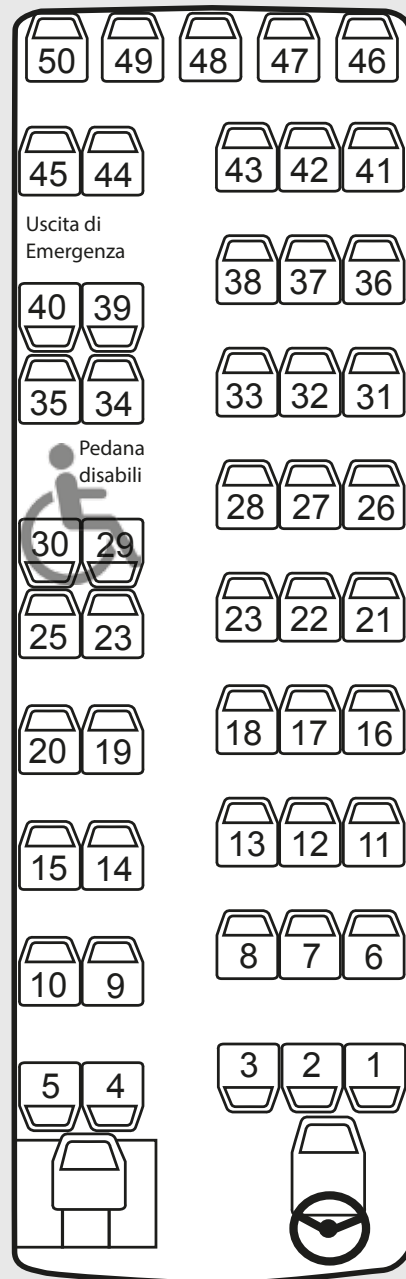 50 49 48 47 46
45 44 43 42 41
Uscita di
Emergenza
40 39 38 37 36
35 34 33 32 31
Pedana
disabili
30 29 28 27 26
25 23 23 22 21
20 19 18 17 16
15 14 13 12 11
10 9 8 7 6
5 4 3 2 1